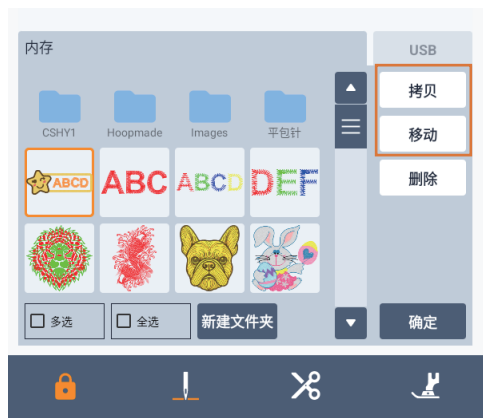 内存
USB
CSHY1
Hoopmade
Images
平包针
拷贝
移动
删除
ABCD
ABC
ABCD
DEF
多选
全选
新建文件夹
确定